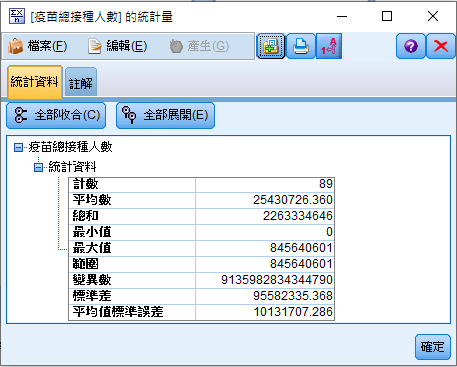 [疫苗總接種人數] 的統計量
檔案(F) 編輯(E) 產生(G)
統計資料 註解
全部收合(C) 全部展開(E)
疫苗總接種人數
統計資料
計數 89
平均數 25430726.360
總和 2263334646
最小值 0
最大值 845640601
範圍 845640601
變異數 9135982834344790
標準差 95582335.368
平均值標準誤差 10131707.286
確定